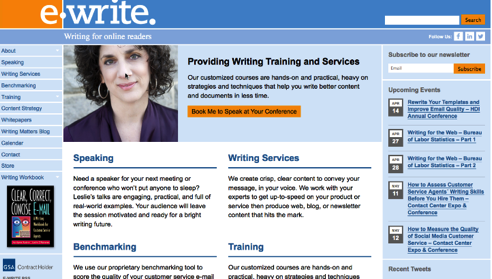 e·write.
Search
Writing for online readers
Follow Us: f in
About
Speaking
Writing Services
Benchmarking
Training
Content Strategy
Whitepapers
Writing Matters Blog
Calendar
Contact
Store
Writing Workbook
CLEAR,
CORRECT,
CONCISE
E-MAIL
GSA Contract Holder
Providing Writing Training and Services
Our customized courses are hands-on and practical, heavy on
strategies and techniques that help you write better content
and documents in less time.
Book Me to Speak at Your Conference
Speaking
Need a speaker for your next meeting or
conference who won't put anyone to sleep?
Leslie's talks are engaging, practical, and full of
real-world examples. Your audience will leave
the session motivated and ready for a bright
writing future.
Writing Services
We create crisp, clear content to convey your
message, in your voice. We work with your
experts to get up-to-speed on your product or
service then produce web, blog, or newsletter
content that hits the mark.
Benchmarking
We use our proprietary benchmarking tool to
score the quality of your customer service e-mail
Training
Our customized courses are hands-on and
practical, heavy on strategies and techniques
Subscribe to our newsletter
Email
Subscribe
Upcoming Events
APR
14
Rewrite Your Templates and
Improve Email Quality – HDI
Annual Conference
APR
27
Writing for the Web – Bureau
of Labor Statistics – Part 1
APR
28
Writing for the Web – Bureau
of Labor Statistics – Part 2
MAY
11
How to Assess Customer
Service Agents' Writing Skills
Before You Hire Them –
Contact Center Expo &
Conference
MAY
12
How to Measure the Quality
of Social Media Customer
Service – Contact Center
Expo & Conference
Recent Tweets